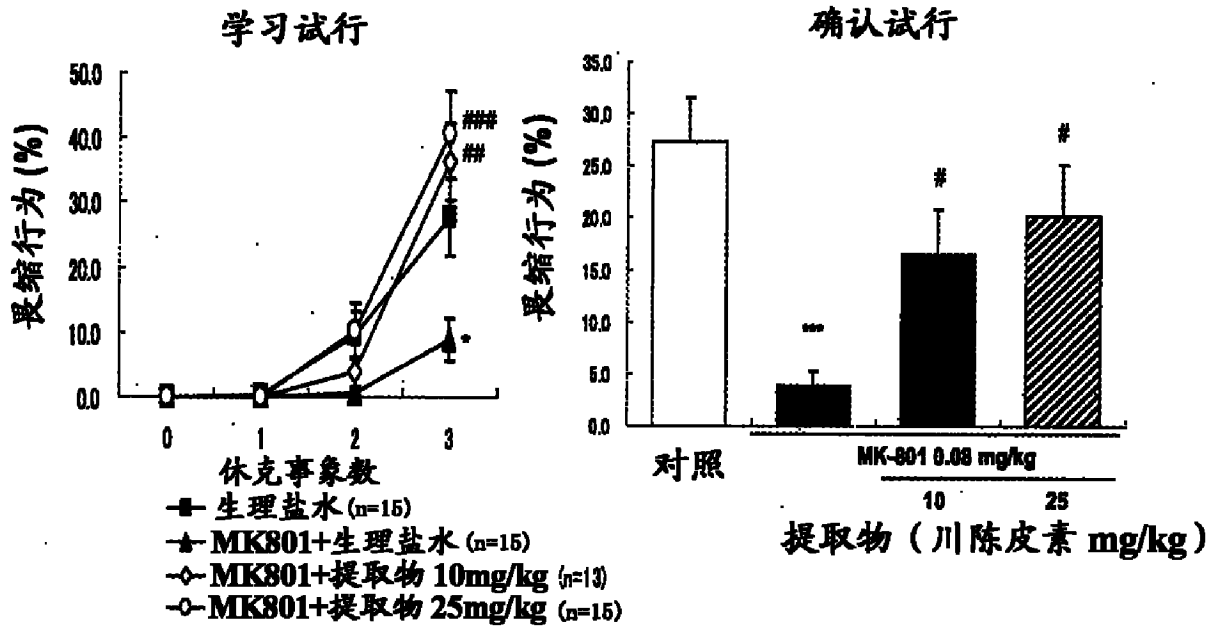 学习试行
畏缩行为 (%)
50.0
40.0
30.0
20.0
10.0
0.0
###
##
*
0 1 2 3
休克事象数
生理盐水 (n=15)
MK801+生理盐水 (n=15)
MK801+提取物 10mg/kg (n=13)
MK801+提取物 25mg/kg (n=15)
确认试行
畏缩行为 (%)
35.0
30.0
25.0
20.0
15.0
10.0
5.0
0.0
***
#
#
对照
MK-801 0.08 mg/kg
10 25
提取物（川陈皮素 mg/kg）